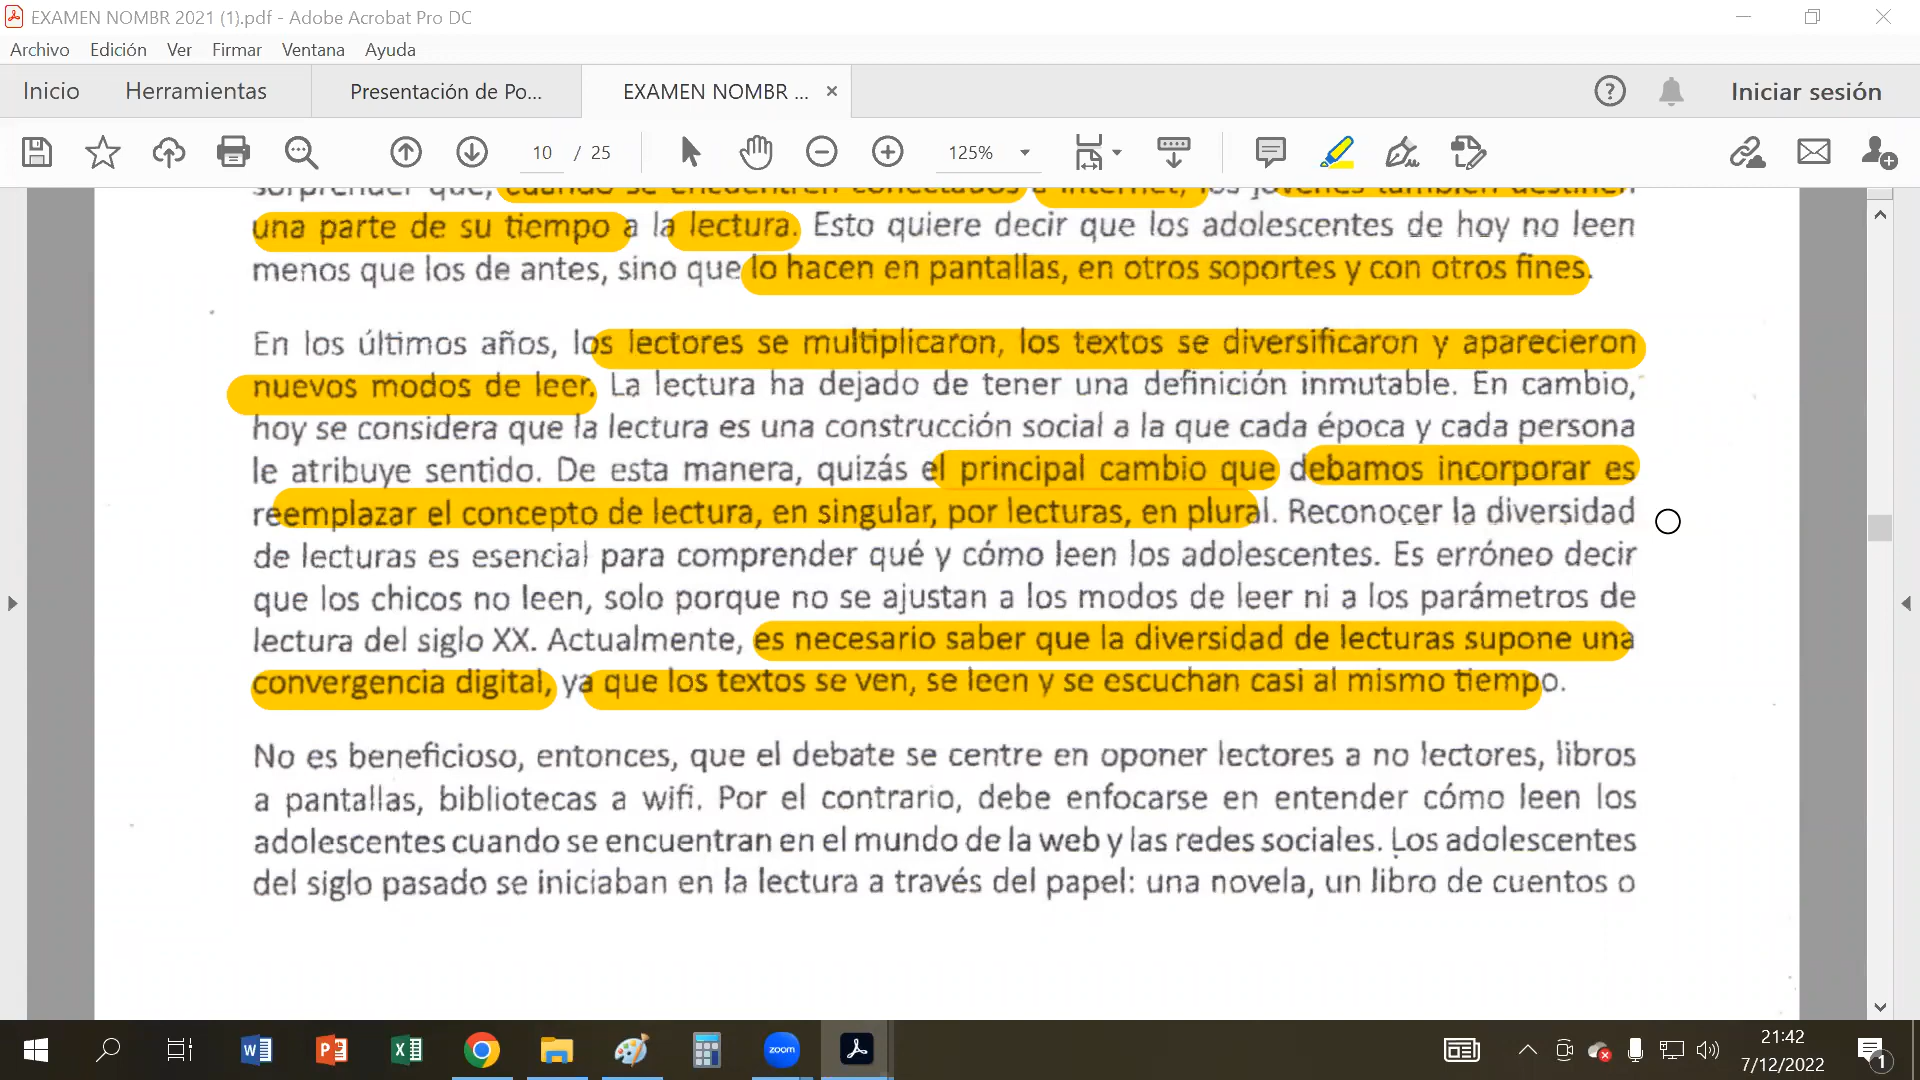 EXAMEN NOMBR 2021 (1).pdf - Adobe Acrobat Pro DC
Archivo Edición Ver Firmar Ventana Ayuda
Inicio Herramientas Presentación de Po... EXAMEN NOMBR ... × Iniciar sesión
10 / 25 125%
sorprender que, cuando se encuentren conectados a internet, los jóvenes también destinen
una parte de su tiempo a la lectura. Esto quiere decir que los adolescentes de hoy no leen
menos que los de antes, sino que lo hacen en pantallas, en otros soportes y con otros fines.
En los últimos años, los lectores se multiplicaron, los textos se diversificaron y aparecieron
nuevos modos de leer. La lectura ha dejado de tener una definición inmutable. En cambio,
hoy se considera que la lectura es una construcción social a la que cada época y cada persona
le atribuye sentido. De esta manera, quizás el principal cambio que debamos incorporar es
reemplazar el concepto de lectura, en singular, por lecturas, en plural. Reconocer la diversidad
de lecturas es esencial para comprender qué y cómo leen los adolescentes. Es erróneo decir
que los chicos no leen, solo porque no se ajustan a los modos de leer ni a los parámetros de
lectura del siglo XX. Actualmente, es necesario saber que la diversidad de lecturas supone una
convergencia digital, ya que los textos se ven, se leen y se escuchan casi al mismo tiempo.
No es beneficioso, entonces, que el debate se centre en oponer lectores a no lectores, libros
a pantallas, bibliotecas a wifi. Por el contrario, debe enfocarse en entender cómo leen los
adolescentes cuando se encuentran en el mundo de la web y las redes sociales. Los adolescentes
del siglo pasado se iniciaban en la lectura a través del papel: una novela, un libro de cuentos o
zoom
21:42
7/12/2022
1